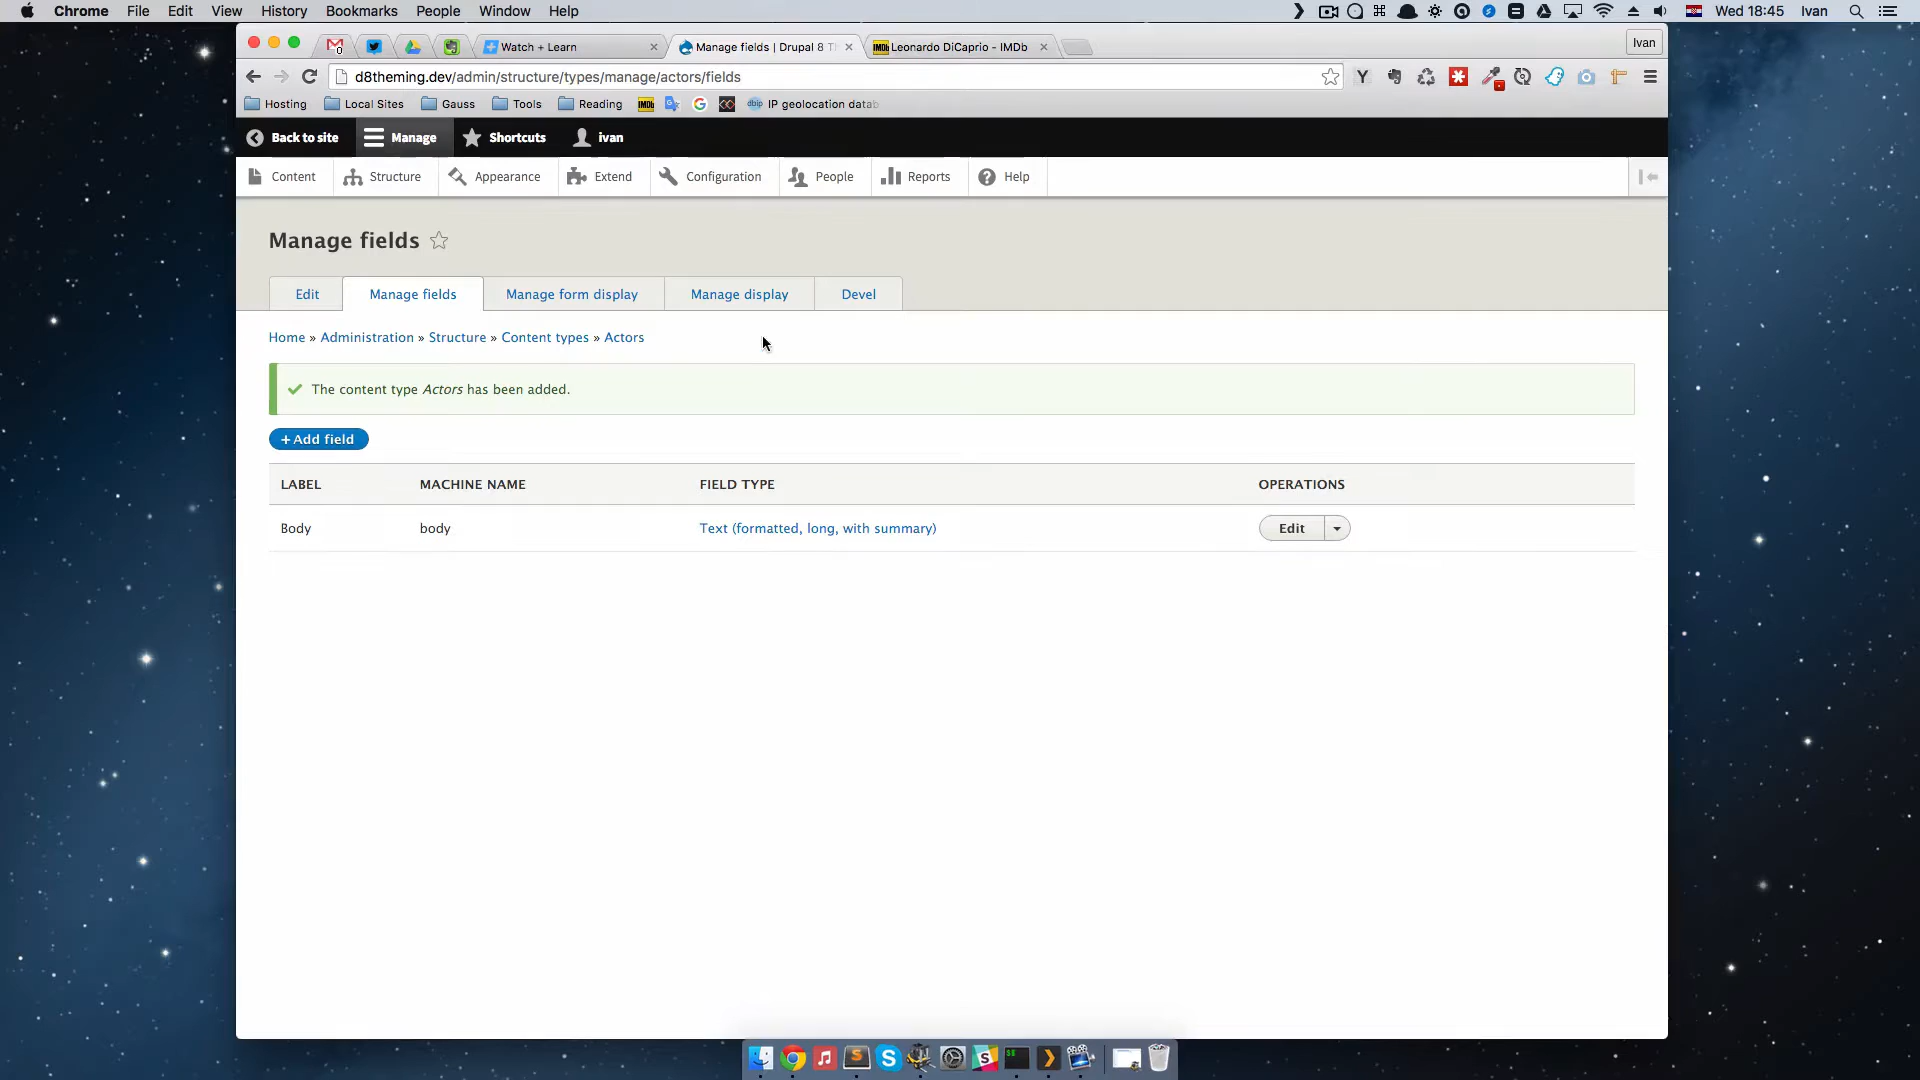 Chrome File Edit View History Bookmarks People Window Help Wed 18:45 Ivan
Watch + Learn Manage fields | Drupal 8 Leonardo DiCaprio - IMDb Ivan
d8theming.dev/admin/structure/types/manage/actors/fields
Hosting Local Sites Gauss Tools Reading IP geolocation datab
Back to site Manage Shortcuts ivan
Content Structure Appearance Extend Configuration People Reports Help
Manage fields
Edit Manage fields Manage form display Manage display Devel
Home » Administration » Structure » Content types » Actors
The content type Actors has been added.
+ Add field
LABEL MACHINE NAME FIELD TYPE OPERATIONS
Body body Text (formatted, long, with summary) Edit